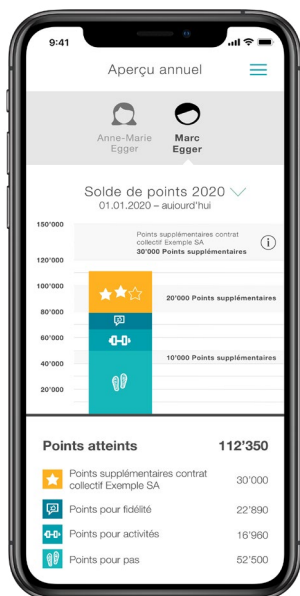 9:41
Aperçu annuel
Anne-Marie
Egger
Marc
Egger
Solde de points 2020
01.01.2020 – aujourd'hui
150'000
Points supplémentaires contrat
collectif Exemple SA
30'000 Points supplémentaires
120'000
100'000
20'000 Points supplémentaires
80'000
60'000
10'000 Points supplémentaires
40'000
20'000
Points atteints 112'350
Points supplémentaires contrat
collectif Exemple SA 30'000
Points pour fidélité 22'890
Points pour activités 16'960
Points pour pas 52'500